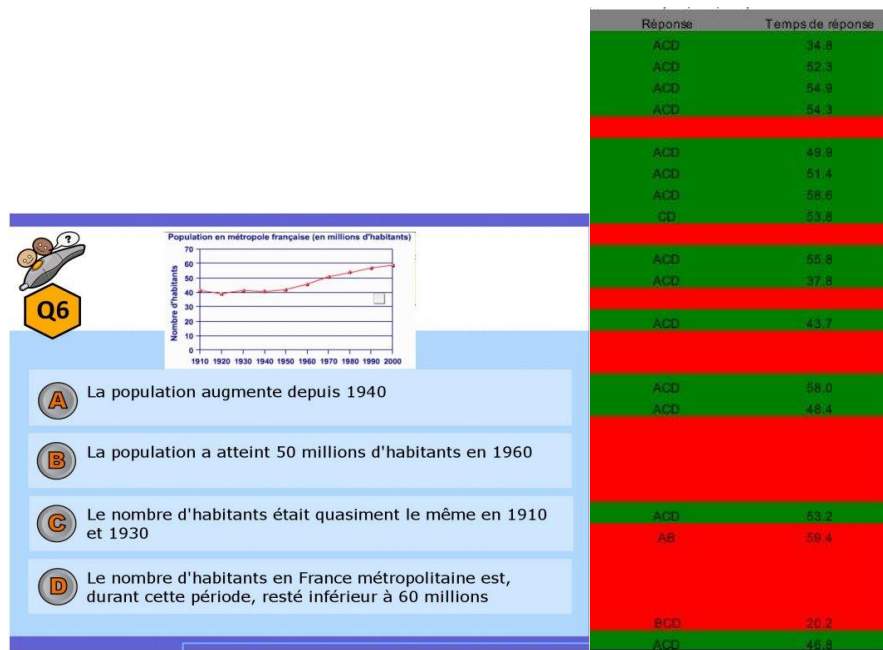 Réponse Temps de réponse
ACD 34.8
ACD 52.3
ACD 54.9
ACD 54.3
ACD 49.9
ACD 51.4
ACD 58.6
CD 53.8
ACD 55.8
ACD 37.8
ACD 43.7
ACD 58.0
ACD 48.4
ACD 53.2
AB 59.4
BCD 20.2
ACD 46.8
?
Q6
Population en métropole française (en millions d'habitants)
Nombre d'habitants
70
60
50
40
30
20
10
0
1910 1920 1930 1940 1950 1960 1970 1980 1990 2000
A La population augmente depuis 1940
B La population a atteint 50 millions d'habitants en 1960
C Le nombre d'habitants était quasiment le même en 1910
et 1930
D Le nombre d'habitants en France métropolitaine est,
durant cette période, resté inférieur à 60 millions